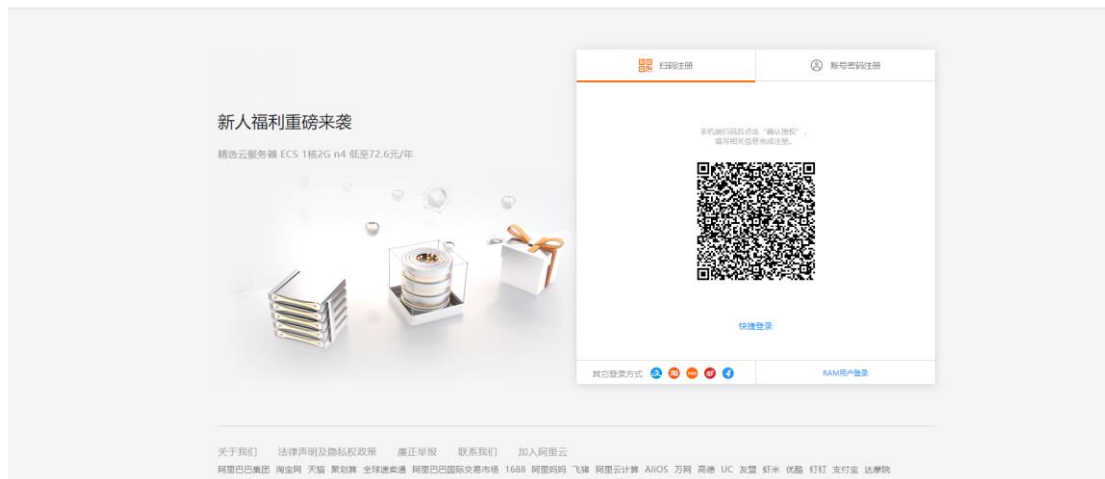 扫码注册
账号密码注册
新人福利重磅来袭
精选云服务器 ECS 1核2G n4 低至72.6元/年
手机端扫码后点击“确认授权”,
填写相关信息完成注册。
快捷登录
其它登录方式
RAM用户登录
关于我们 法律声明及隐私权政策 廉正举报 联系我们 加入阿里云
阿里巴巴集团 淘宝网 天猫 聚划算 全球速卖通 阿里巴巴国际交易市场 1688 阿里妈妈 飞猪 阿里云计算 AliOS 万网 高德 UC 友盟 虾米 优酷 钉钉 支付宝 达摩院